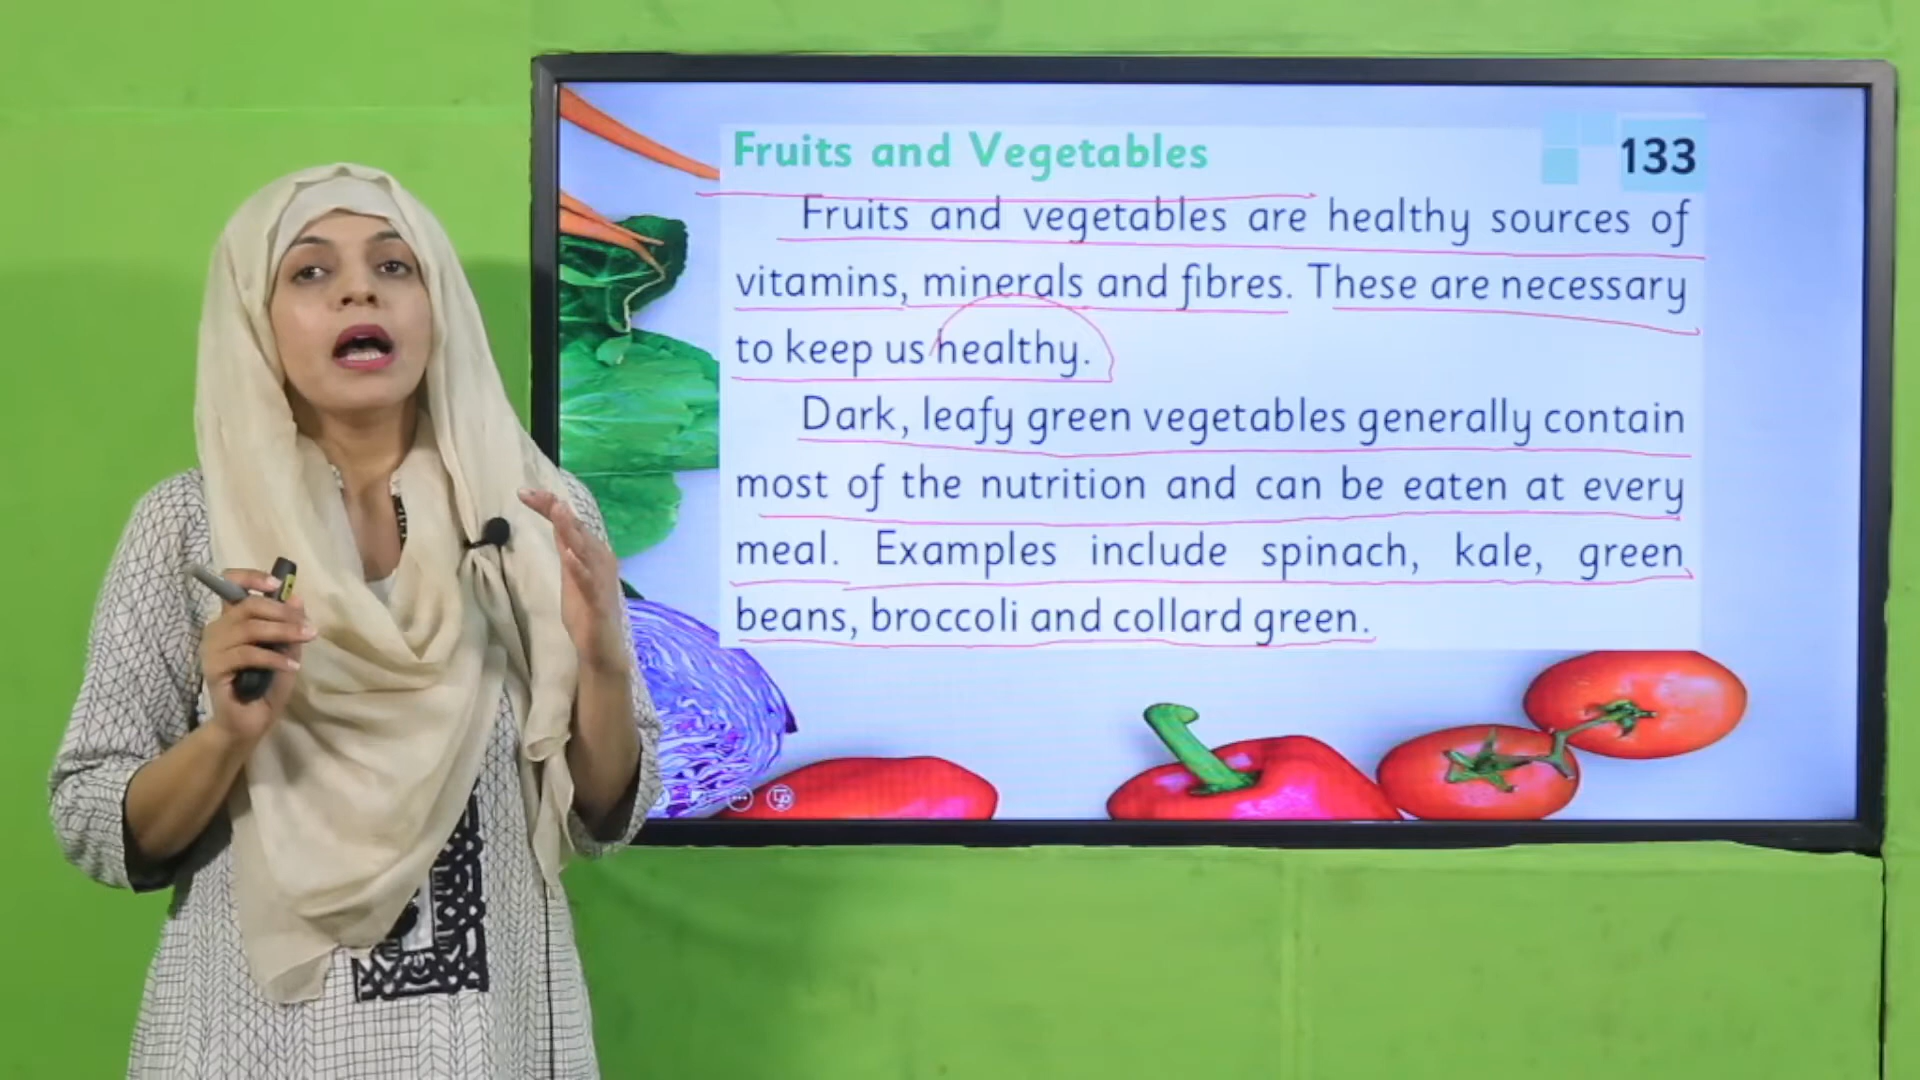 Fruits and Vegetables
133
Fruits and vegetables are healthy sources of
vitamins, minerals and fibres. These are necessary
to keep us healthy.
Dark, leafy green vegetables generally contain
most of the nutrition and can be eaten at every
meal. Examples include spinach, kale, green
beans, broccoli and collard green.